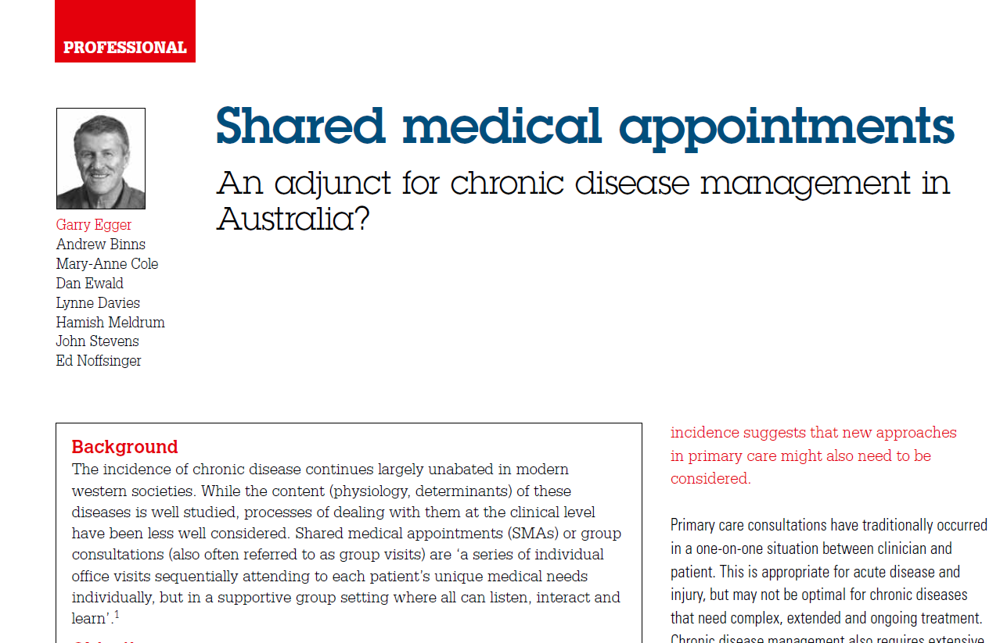 PROFESSIONAL
Shared medical appointments
An adjunct for chronic disease management in
Australia?
Garry Egger
Andrew Binns
Mary-Anne Cole
Dan Ewald
Lynne Davies
Hamish Meldrum
John Stevens
Ed Noffsinger
Background
The incidence of chronic disease continues largely unabated in modern
western societies. While the content (physiology, determinants) of these
diseases is well studied, processes of dealing with them at the clinical level
have been less well considered. Shared medical appointments (SMAs) or group
consultations (also often referred to as group visits) are ‘a series of individual
office visits sequentially attending to each patient’s unique medical needs
individually, but in a supportive group setting where all can listen, interact and
learn’.1
incidence suggests that new approaches
in primary care might also need to be
considered.
Primary care consultations have traditionally occurred
in a one-on-one situation between clinician and
patient. This is appropriate for acute disease and
injury, but may not be optimal for chronic diseases
that need complex, extended and ongoing treatment.
Chronic disease management also requires extensive